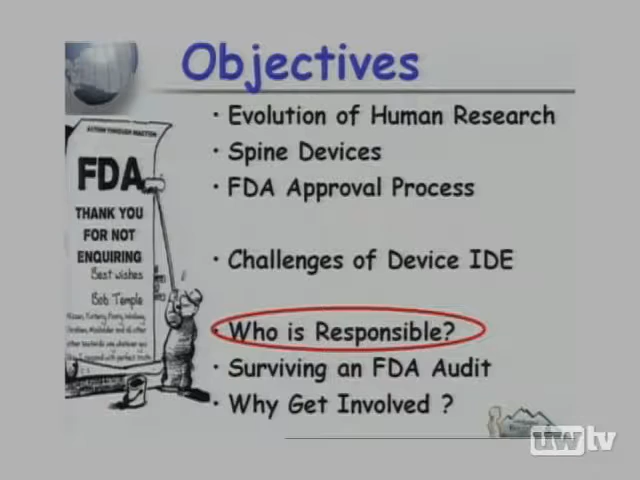 Objectives
· Evolution of Human Research
· Spine Devices
· FDA Approval Process
· Challenges of Device IDE
· Who is Responsible?
· Surviving an FDA Audit
· Why Get Involved ?
FDA
THANK YOU
FOR NOT
ENQUIRING
Best wishes
Bob Temple
uwtv